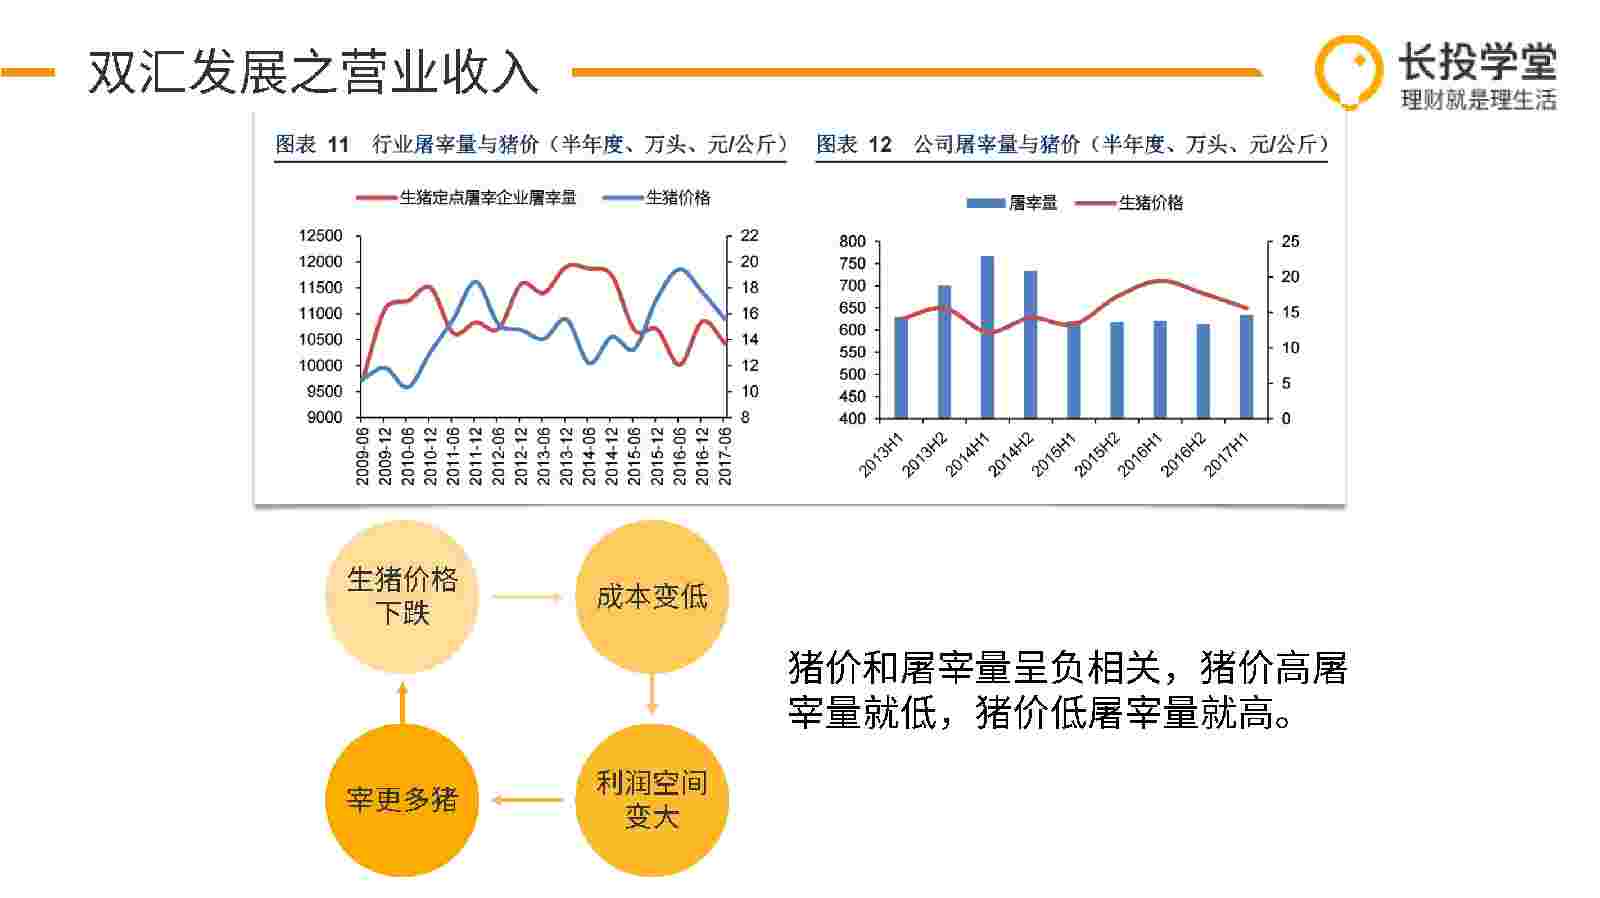 双汇发展之营业收入
长投学堂
理财就是理生活
图表 11 行业屠宰量与猪价（半年度、万头、元/公斤）
生猪定点屠宰企业屠宰量 生猪价格
12500
12000
11500
11000
10500
10000
9500
9000
22
20
18
16
14
12
10
8
2009-06
2009-12
2010-06
2010-12
2011-06
2011-12
2012-06
2012-12
2013-06
2013-12
2014-06
2014-12
2015-06
2015-12
2016-06
2016-12
2017-06
图表 12 公司屠宰量与猪价（半年度、万头、元/公斤）
屠宰量 生猪价格
800
750
700
650
600
550
500
450
400
25
20
15
10
5
0
2013H1
2013H2
2014H1
2014H2
2015H1
2015H2
2016H1
2016H2
2017H1
生猪价格
下跌
成本变低
利润空间
变大
宰更多猪
猪价和屠宰量呈负相关，猪价高屠
宰量就低，猪价低屠宰量就高。